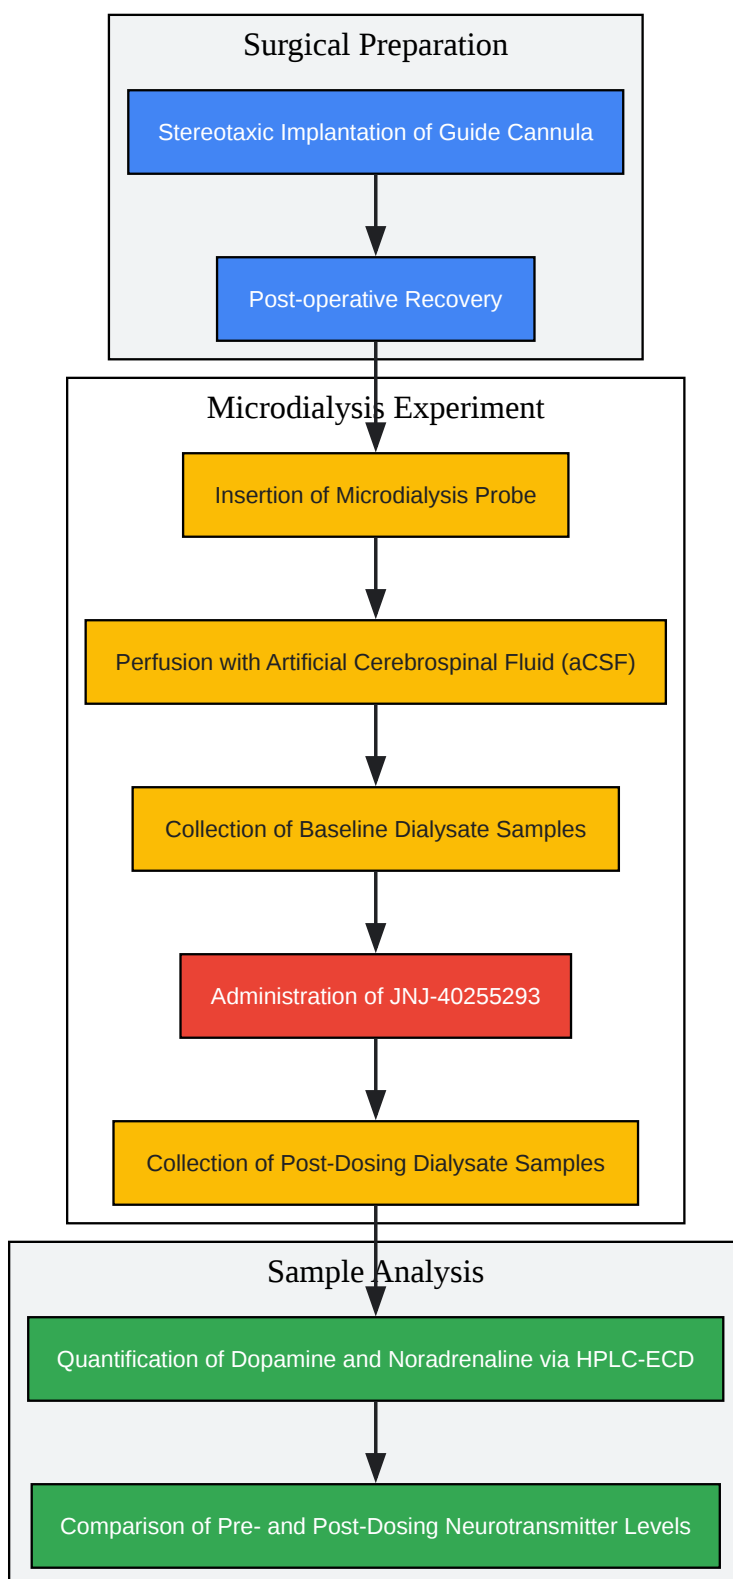 Surgical Preparation
Stereotaxic Implantation of Guide Cannula
Post-operative Recovery
Microdialysis Experiment
Insertion of Microdialysis Probe
Perfusion with Artificial Cerebrospinal Fluid (aCSF)
Collection of Baseline Dialysate Samples
Administration of JNJ-40255293
Collection of Post-Dosing Dialysate Samples
Sample Analysis
Quantification of Dopamine and Noradrenaline via HPLC-ECD
Comparison of Pre- and Post-Dosing Neurotransmitter Levels